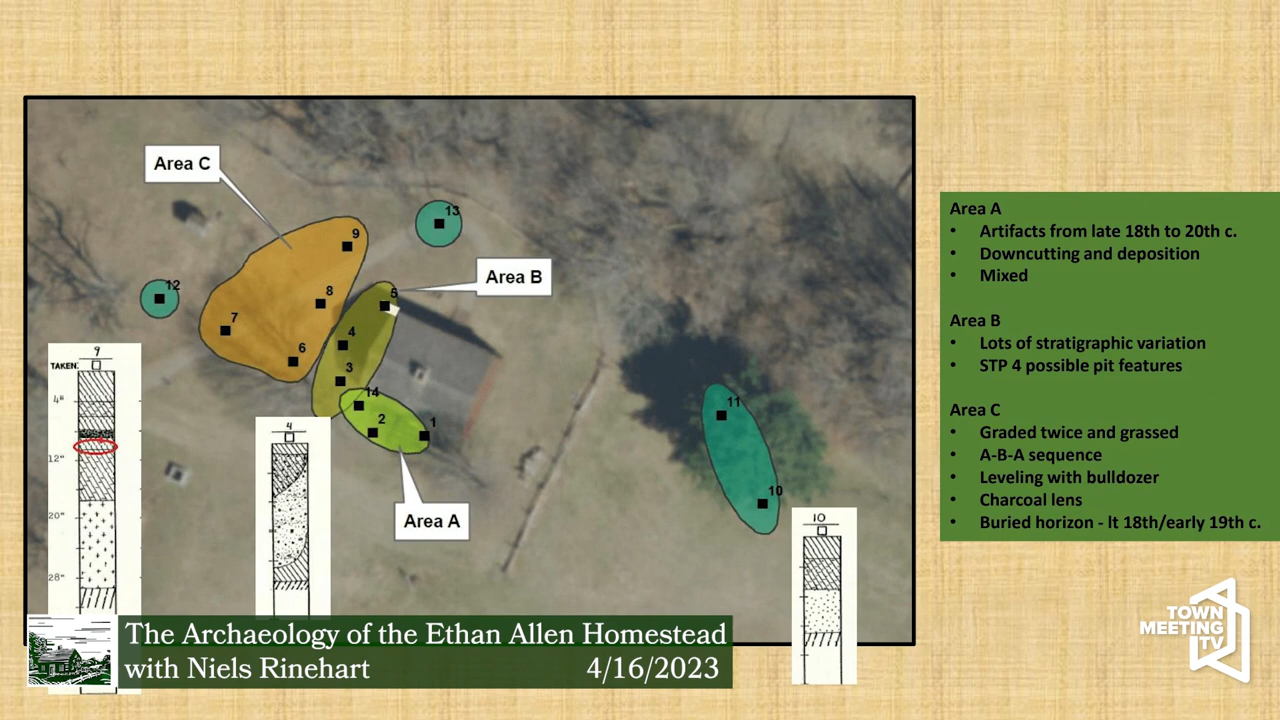 Area C
13
9
12
Area B
5
8
7
4
6
3
14
2
1
11
10
Area A
9
TAKEN:
4"
12"
20"
28"
4
10
Area A
• Artifacts from late 18th to 20th c.
• Downcutting and deposition
• Mixed
Area B
• Lots of stratigraphic variation
• STP 4 possible pit features
Area C
• Graded twice and grassed
• A-B-A sequence
• Leveling with bulldozer
• Charcoal lens
• Buried horizon - lt 18th/early 19th c.
The Archaeology of the Ethan Allen Homestead
with Niels Rinehart 4/16/2023
TOWN
MEETING
TV